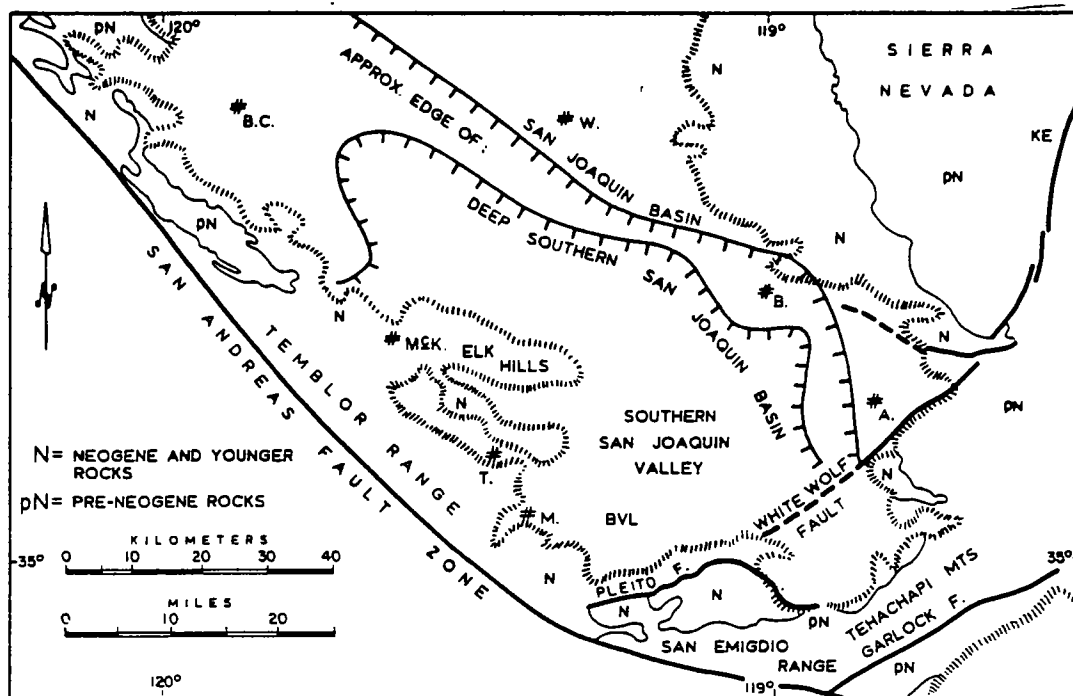 120°
119°
pN
N
B.C.
APPROX. EDGE OF:
SAN JOAQUIN BASIN
W.
N
SIERRA
NEVADA
KE
pN
DEEP SOUTHERN SAN JOAQUIN BASIN
pN
N
B.
N
N
SAN ANDREAS FAULT ZONE
TEMBLOR RANGE
McK.
ELK
HILLS
N
T.
SOUTHERN
SAN JOAQUIN
VALLEY
A.
pN
N
WHITE WOLF
FAULT
M.
BVL
N = NEOGENE AND YOUNGER
ROCKS
pN = PRE-NEOGENE ROCKS
KILOMETERS
0 10 20 30 40
MILES
0 10 20
35°
35°
N
PLEITO F.
N
N
pN
SAN EMIGDIO
RANGE
TEHACHAPI MTS
GARLOCK F.
pN
120°
119°